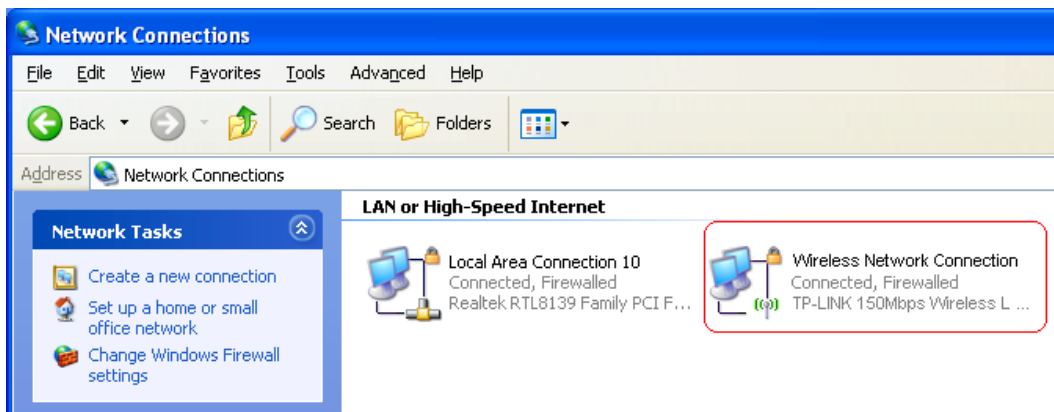 Network Connections
File Edit View Favorites Tools Advanced Help
Back Search Folders
Address Network Connections
Network Tasks
Create a new connection
Set up a home or small
office network
Change Windows Firewall
settings
LAN or High-Speed Internet
Local Area Connection 10
Connected, Firewalled
Realtek RTL8139 Family PCI F...
Wireless Network Connection
Connected, Firewalled
TP-LINK 150Mbps Wireless L ...